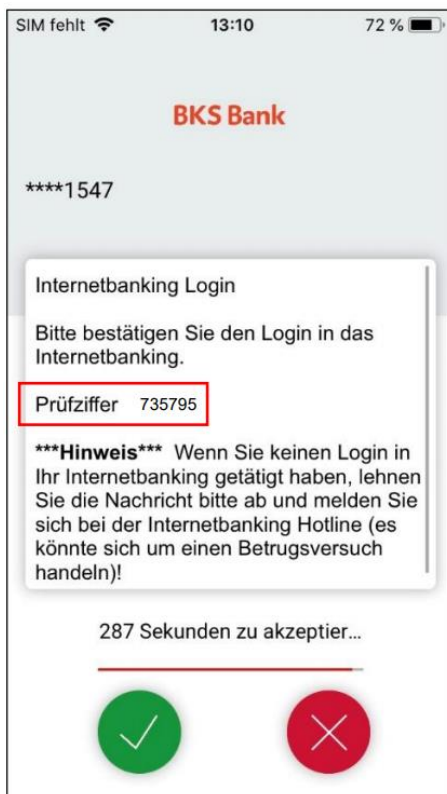 SIM fehlt 13:10 72 %
BKS Bank
****1547
Internetbanking Login
Bitte bestätigen Sie den Login in das
Internetbanking.
Prüfziffer 735795
***Hinweis*** Wenn Sie keinen Login in
Ihr Internetbanking getätigt haben, lehnen
Sie die Nachricht bitte ab und melden Sie
sich bei der Internetbanking Hotline (es
könnte sich um einen Betrugsversuch
handeln)!
287 Sekunden zu akzeptier...